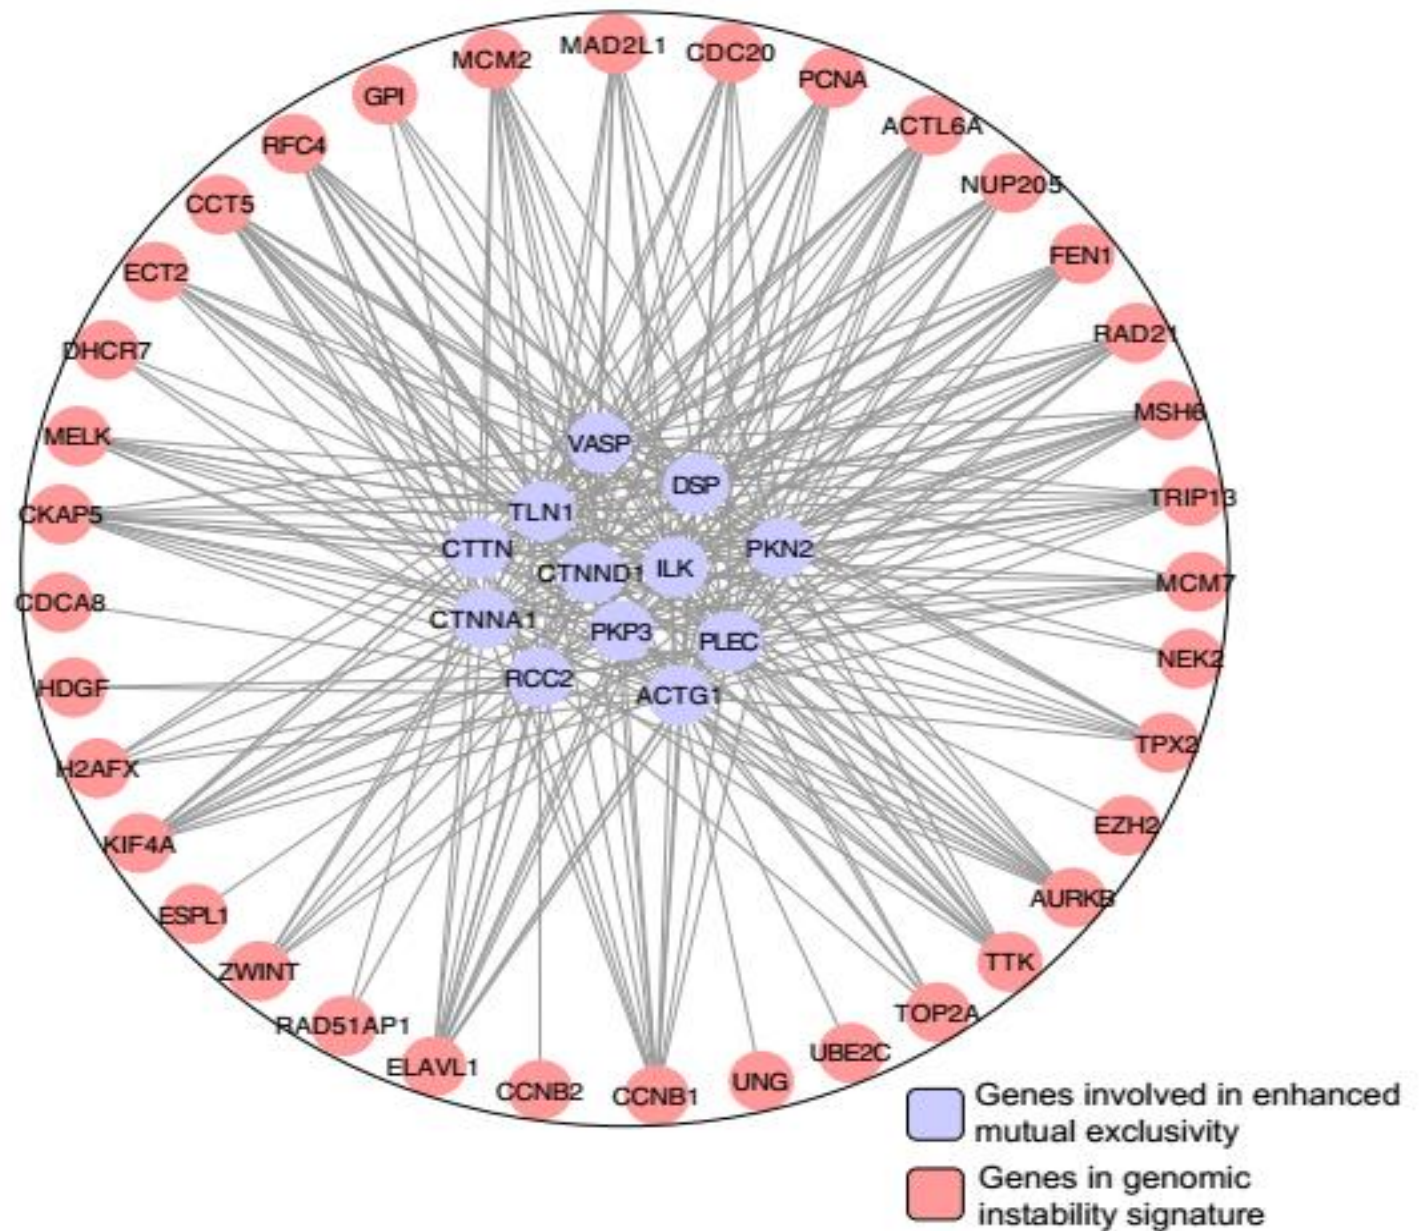 MAD2L1
CDC20
MCM2
PCNA
GPI
ACTL6A
RFC4
NUP205
CCT5
FEN1
ECT2
RAD21
DHCR7
MSH6
MELK
VASP
DSP
TRIP13
TLN1
CKAP5
CTTN
PKN2
CTNND1
ILK
MCM7
CDCA8
CTNNA1
PKP3
PLEC
NEK2
RCC2
HDGF
ACTG1
TPX2
H2AFX
EZH2
KIF4A
AURKB
ESPL1
TTK
ZWINT
TOP2A
RAD51AP1
UBE2C
ELAVL1
UNG
CCNB2
CCNB1
Genes involved in enhanced
mutual exclusivity
Genes in genomic
instability signature